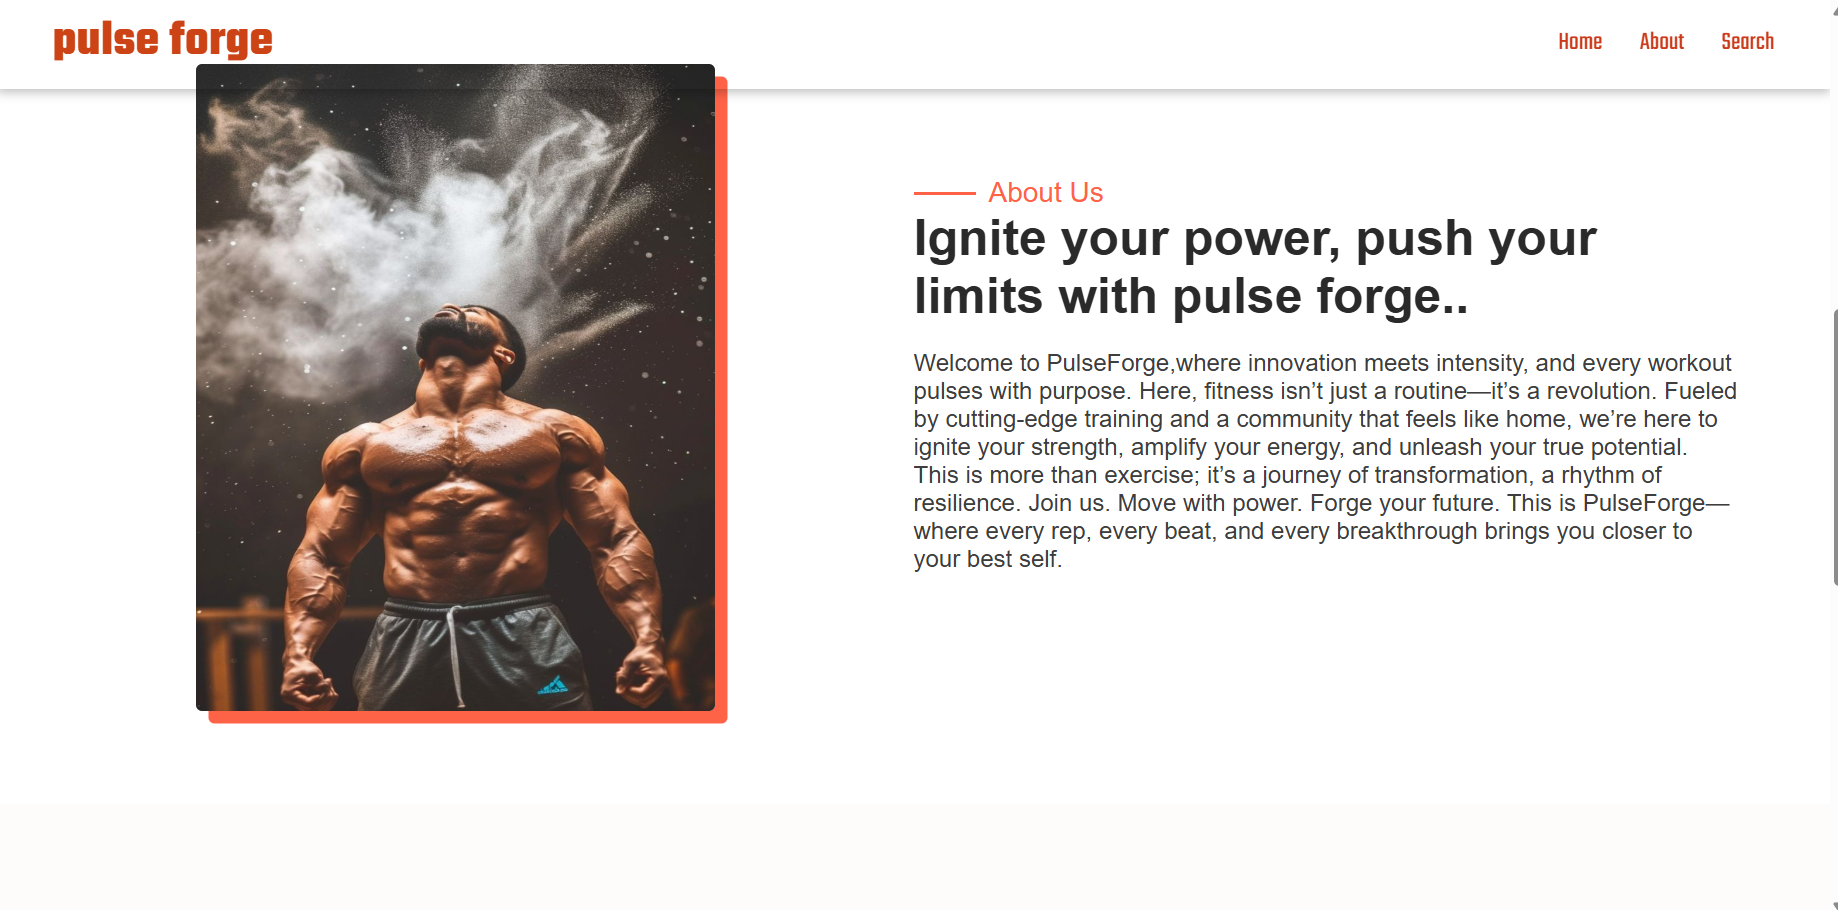 pulse forge
Home About Search
About Us
Ignite your power, push your
limits with pulse forge..
Welcome to PulseForge,where innovation meets intensity, and every workout
pulses with purpose. Here, fitness isn’t just a routine—it’s a revolution. Fueled
by cutting-edge training and a community that feels like home, we’re here to
ignite your strength, amplify your energy, and unleash your true potential.
This is more than exercise; it’s a journey of transformation, a rhythm of
resilience. Join us. Move with power. Forge your future. This is PulseForge—
where every rep, every beat, and every breakthrough brings you closer to
your best self.